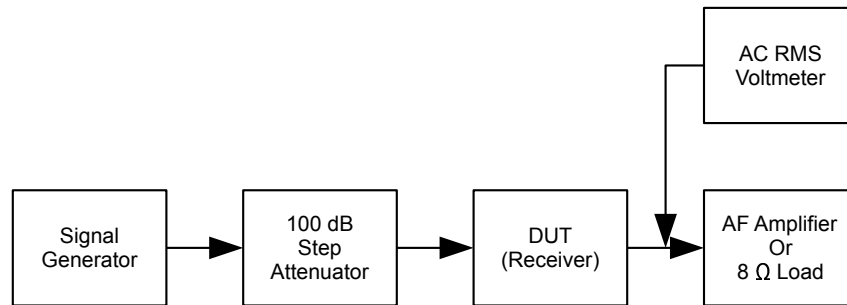 AC RMS
Voltmeter
Signal
Generator
100 dB
Step
Attenuator
DUT
(Receiver)
AF Amplifier
Or
8 Ω Load